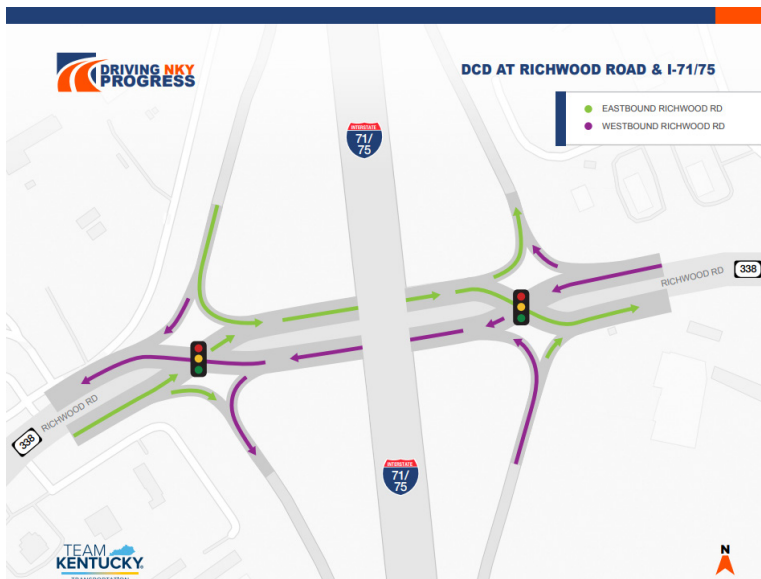 DRIVING NKY
PROGRESS
DCD AT RICHWOOD ROAD & I-71/75
EASTBOUND RICHWOOD RD
WESTBOUND RICHWOOD RD
INTERSTATE
71/
75
RICHWOOD RD
338
RICHWOOD RD
338
INTERSTATE
71/
75
TEAM
KENTUCKY
TRANSPORTATION
N